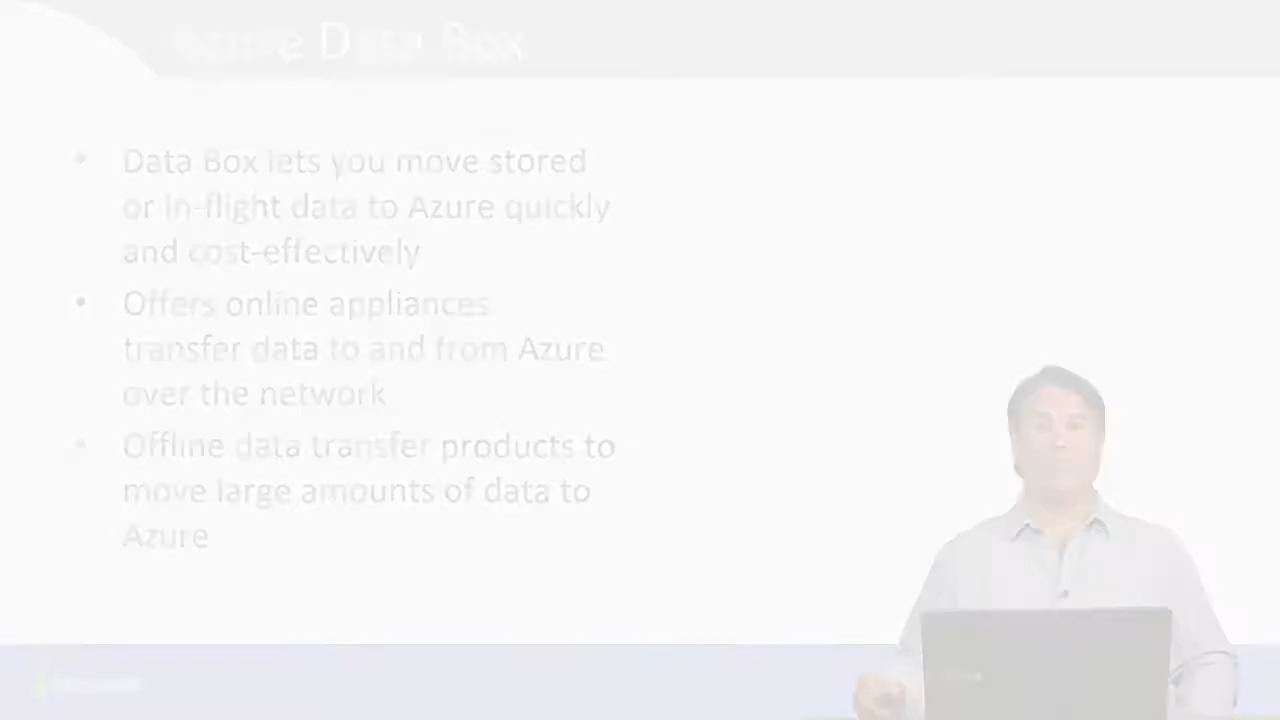 Azure Data Box
• Data Box lets you move stored
or in-flight data to Azure quickly
and cost-effectively
• Offers online appliances
transfer data to and from Azure
over the network
• Offline data transfer products to
move large amounts of data to
Azure